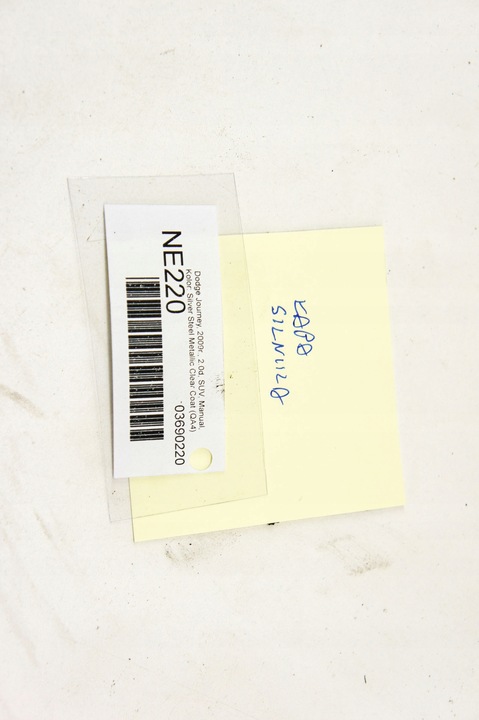 Dodge Journey, 2009r., 2.0d, SUV, Manual,
Kolor: Silver Steel Metallic Clear Coat (QA4)
NE220
03690220
KAPA
SILNIKA